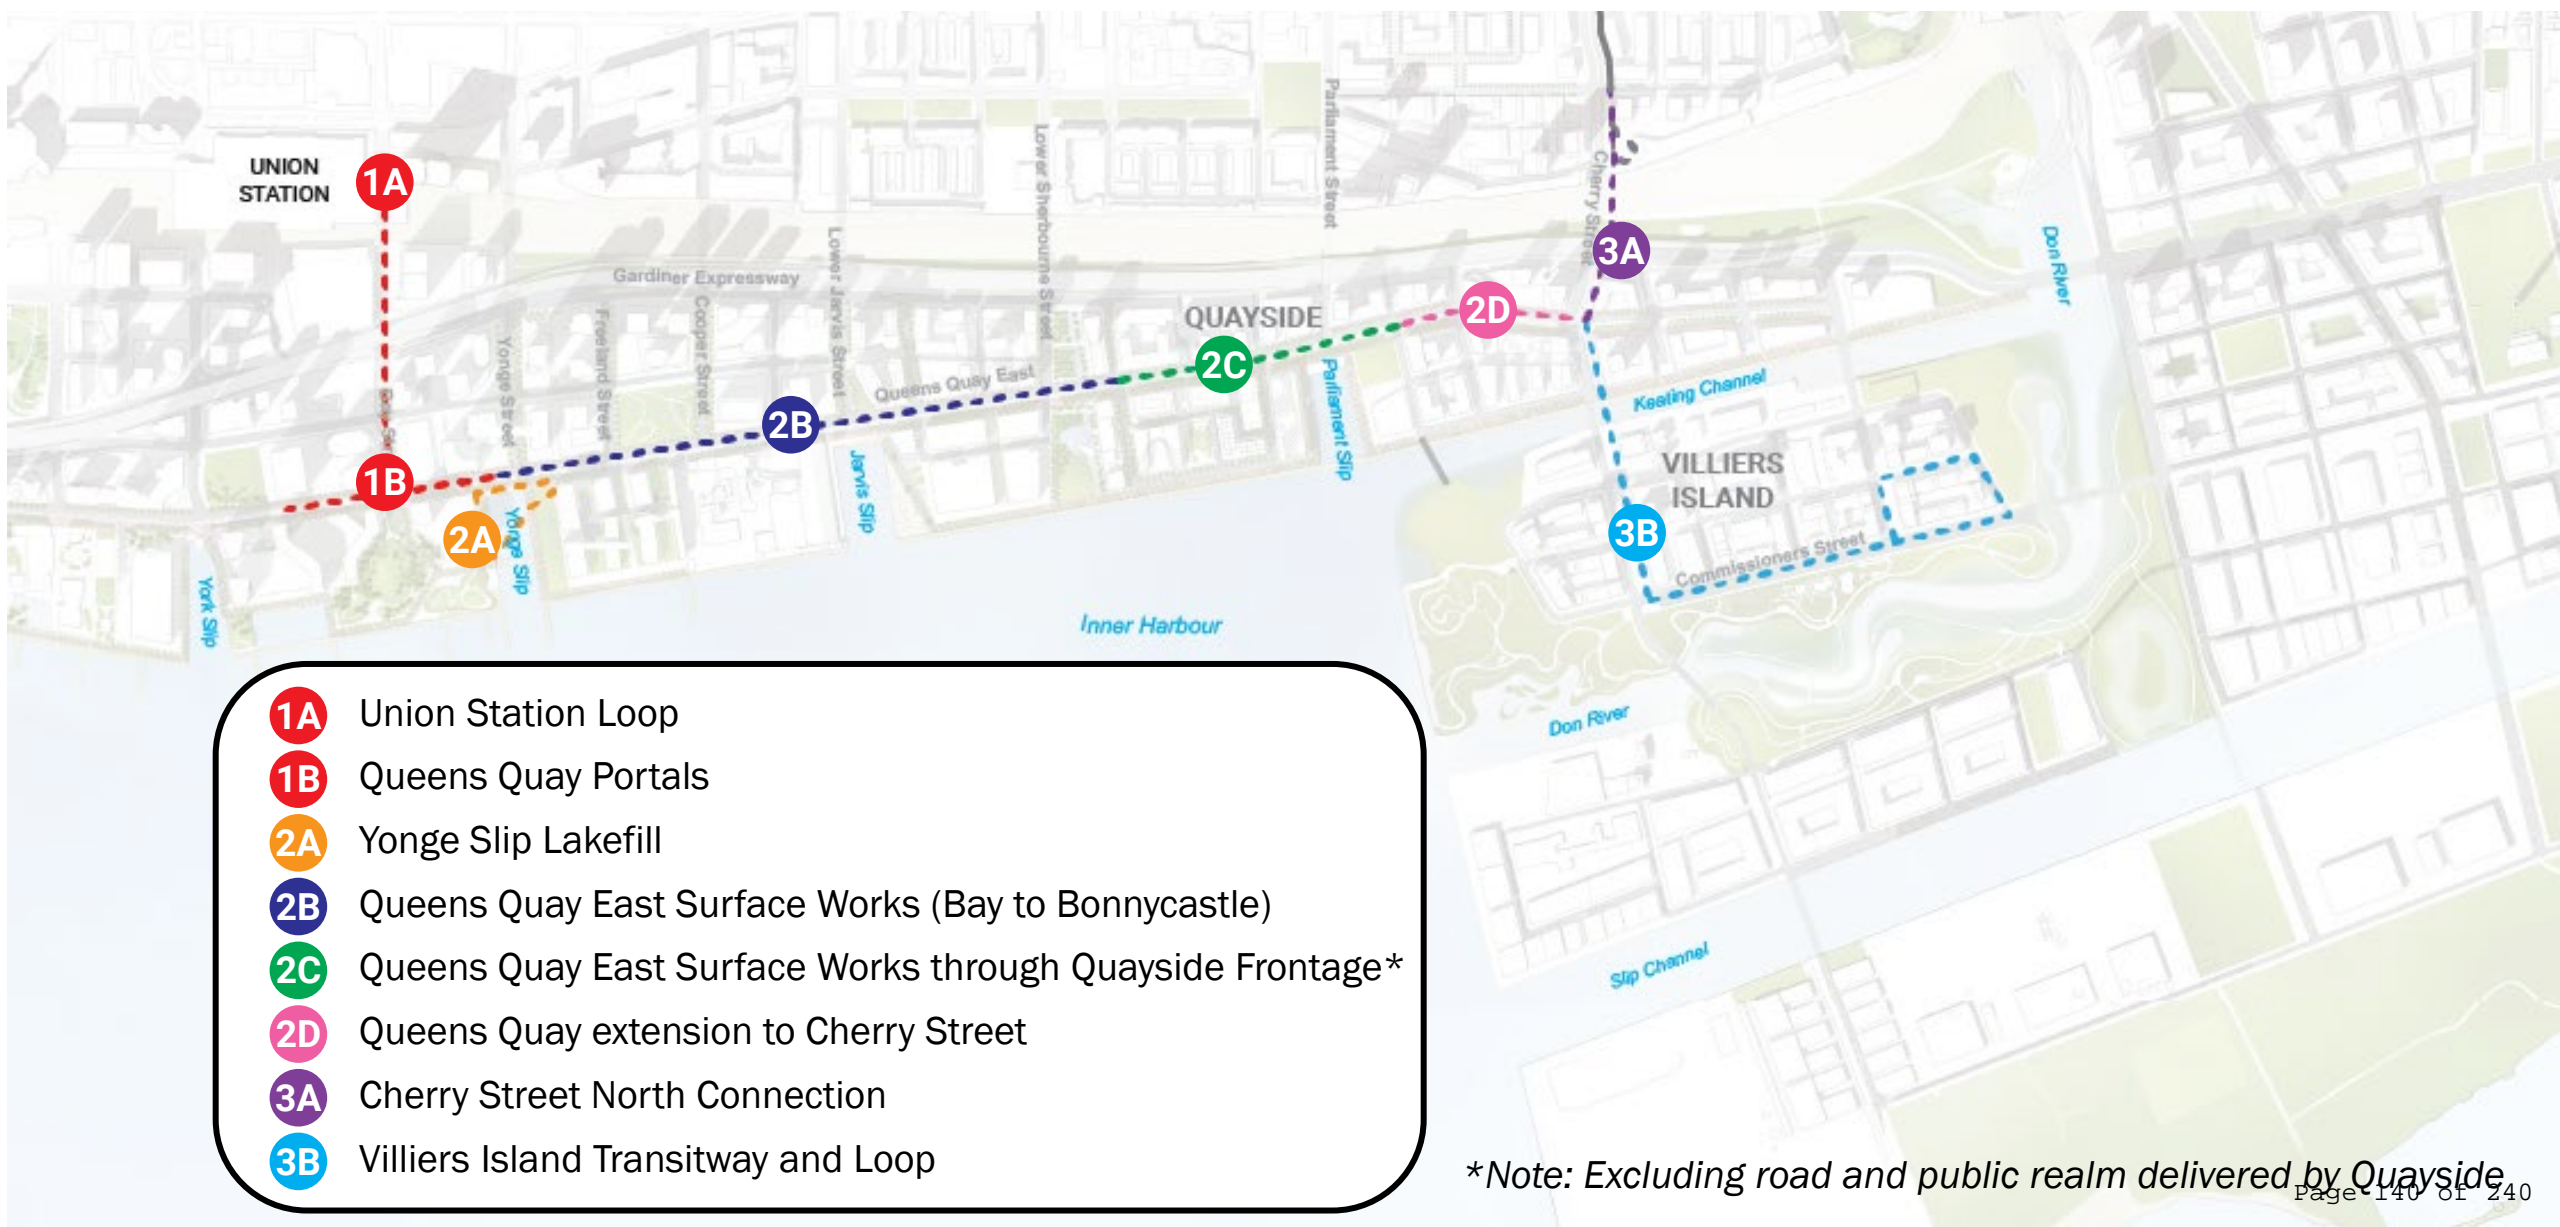 UNION
STATION
1A
Parliament Street
Lower Sherbourne Street
Cherry Street
3A
Don River
Lower Jarvis Street
Gardiner Expressway
Cooper Street
Freeland Street
Yonge Street
QUAYSIDE
2D
2C
Queens Quay East
2B
Parliament Slip
Keating Channel
VILLIERS
ISLAND
1B
2A
Yonge Slip
Jarvis Slip
3B
Commissioners Street
York Slip
Inner Harbour
Don River
Slip Channel
1A Union Station Loop
1B Queens Quay Portals
2A Yonge Slip Lakefill
2B Queens Quay East Surface Works (Bay to Bonnycastle)
2C Queens Quay East Surface Works through Quayside Frontage*
2D Queens Quay extension to Cherry Street
3A Cherry Street North Connection
3B Villiers Island Transitway and Loop
*Note: Excluding road and public realm delivered by Quayside
Page 140 of 240